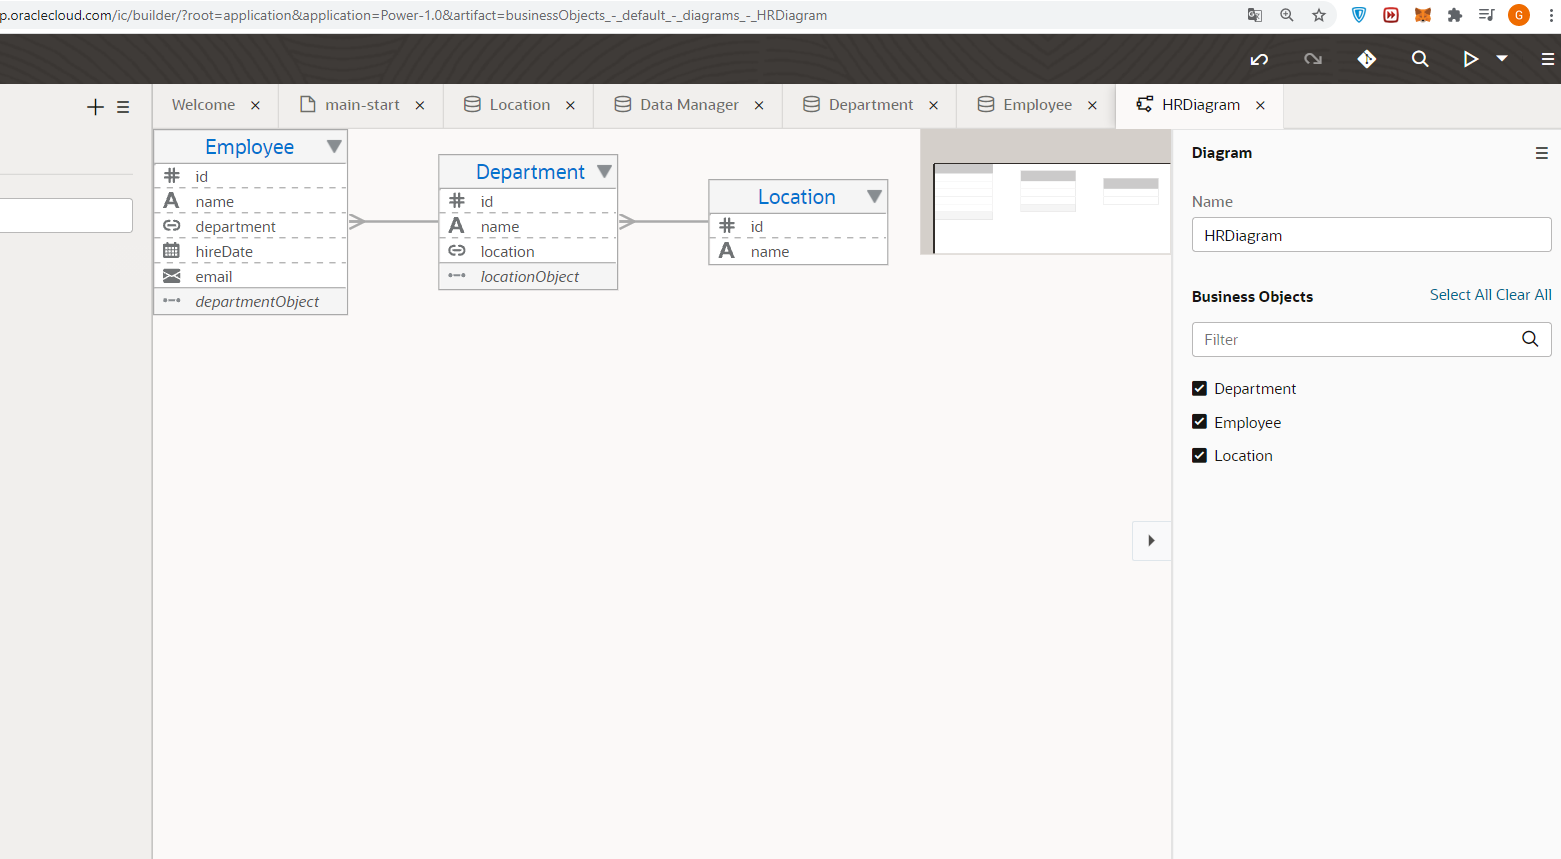 p.oraclecloud.com/ic/builder/?root=application&application=Power-1.0&artifact=businessObjects_-_default_-_diagrams_-_HRDiagram
G
Welcome × main-start × Location × Data Manager × Department × Employee × HRDiagram ×
Employee
id
name
department
hireDate
email
departmentObject
Department
id
name
location
locationObject
Location
id
name
Diagram
Name
HRDiagram
Business Objects Select All Clear All
Filter
Department
Employee
Location